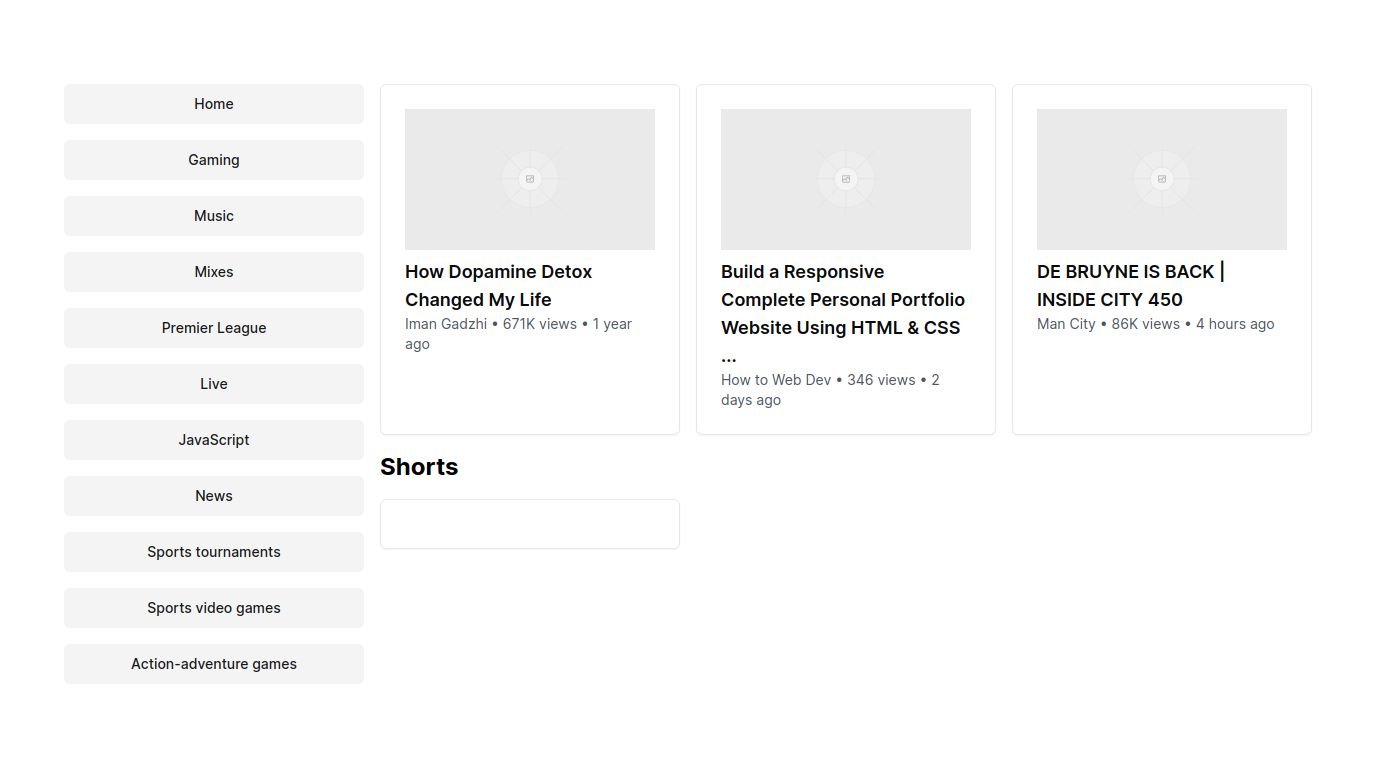 Home
Gaming
Music
Mixes
Premier League
Live
JavaScript
News
Sports tournaments
Sports video games
Action-adventure games
How Dopamine Detox
Changed My Life
Iman Gadzhi • 671K views • 1 year
ago
Build a Responsive
Complete Personal Portfolio
Website Using HTML & CSS
...
How to Web Dev • 346 views • 2
days ago
DE BRUYNE IS BACK |
INSIDE CITY 450
Man City • 86K views • 4 hours ago
Shorts